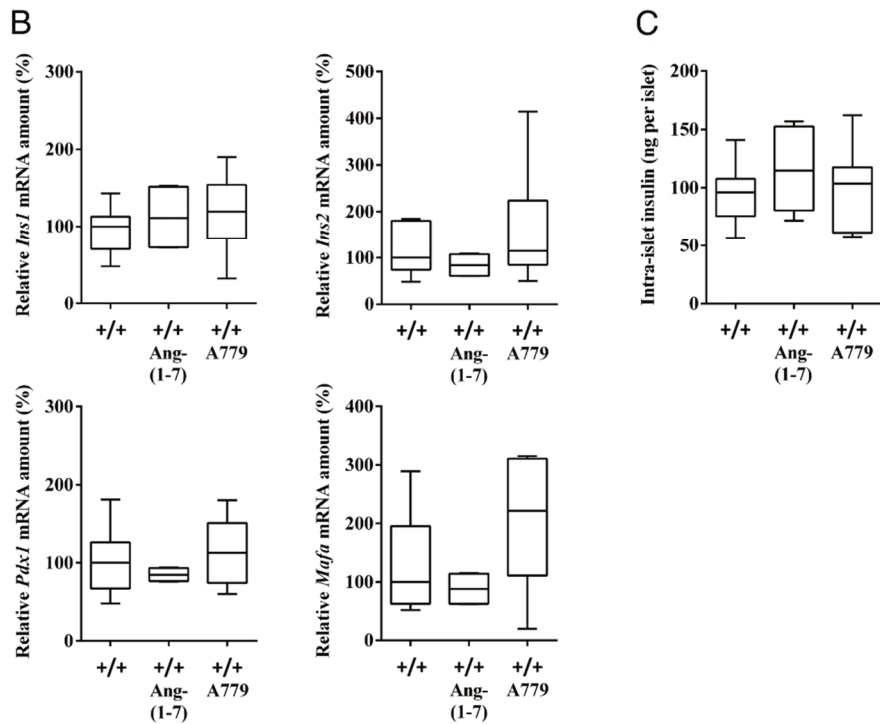 B
Relative Ins1 mRNA amount (%)
300
200
100
0
+/+
+/+
Ang-
(1-7)
+/+
A779
Relative Ins2 mRNA amount (%)
500
400
300
200
100
0
+/+
+/+
Ang-
(1-7)
+/+
A779
C
Intra-islet insulin (ng per islet)
200
150
100
50
0
+/+
+/+
Ang-
(1-7)
+/+
A779
Relative Pdx1 mRNA amount (%)
300
200
100
0
+/+
+/+
Ang-
(1-7)
+/+
A779
Relative Mafa mRNA amount (%)
400
300
200
100
0
+/+
+/+
Ang-
(1-7)
+/+
A779